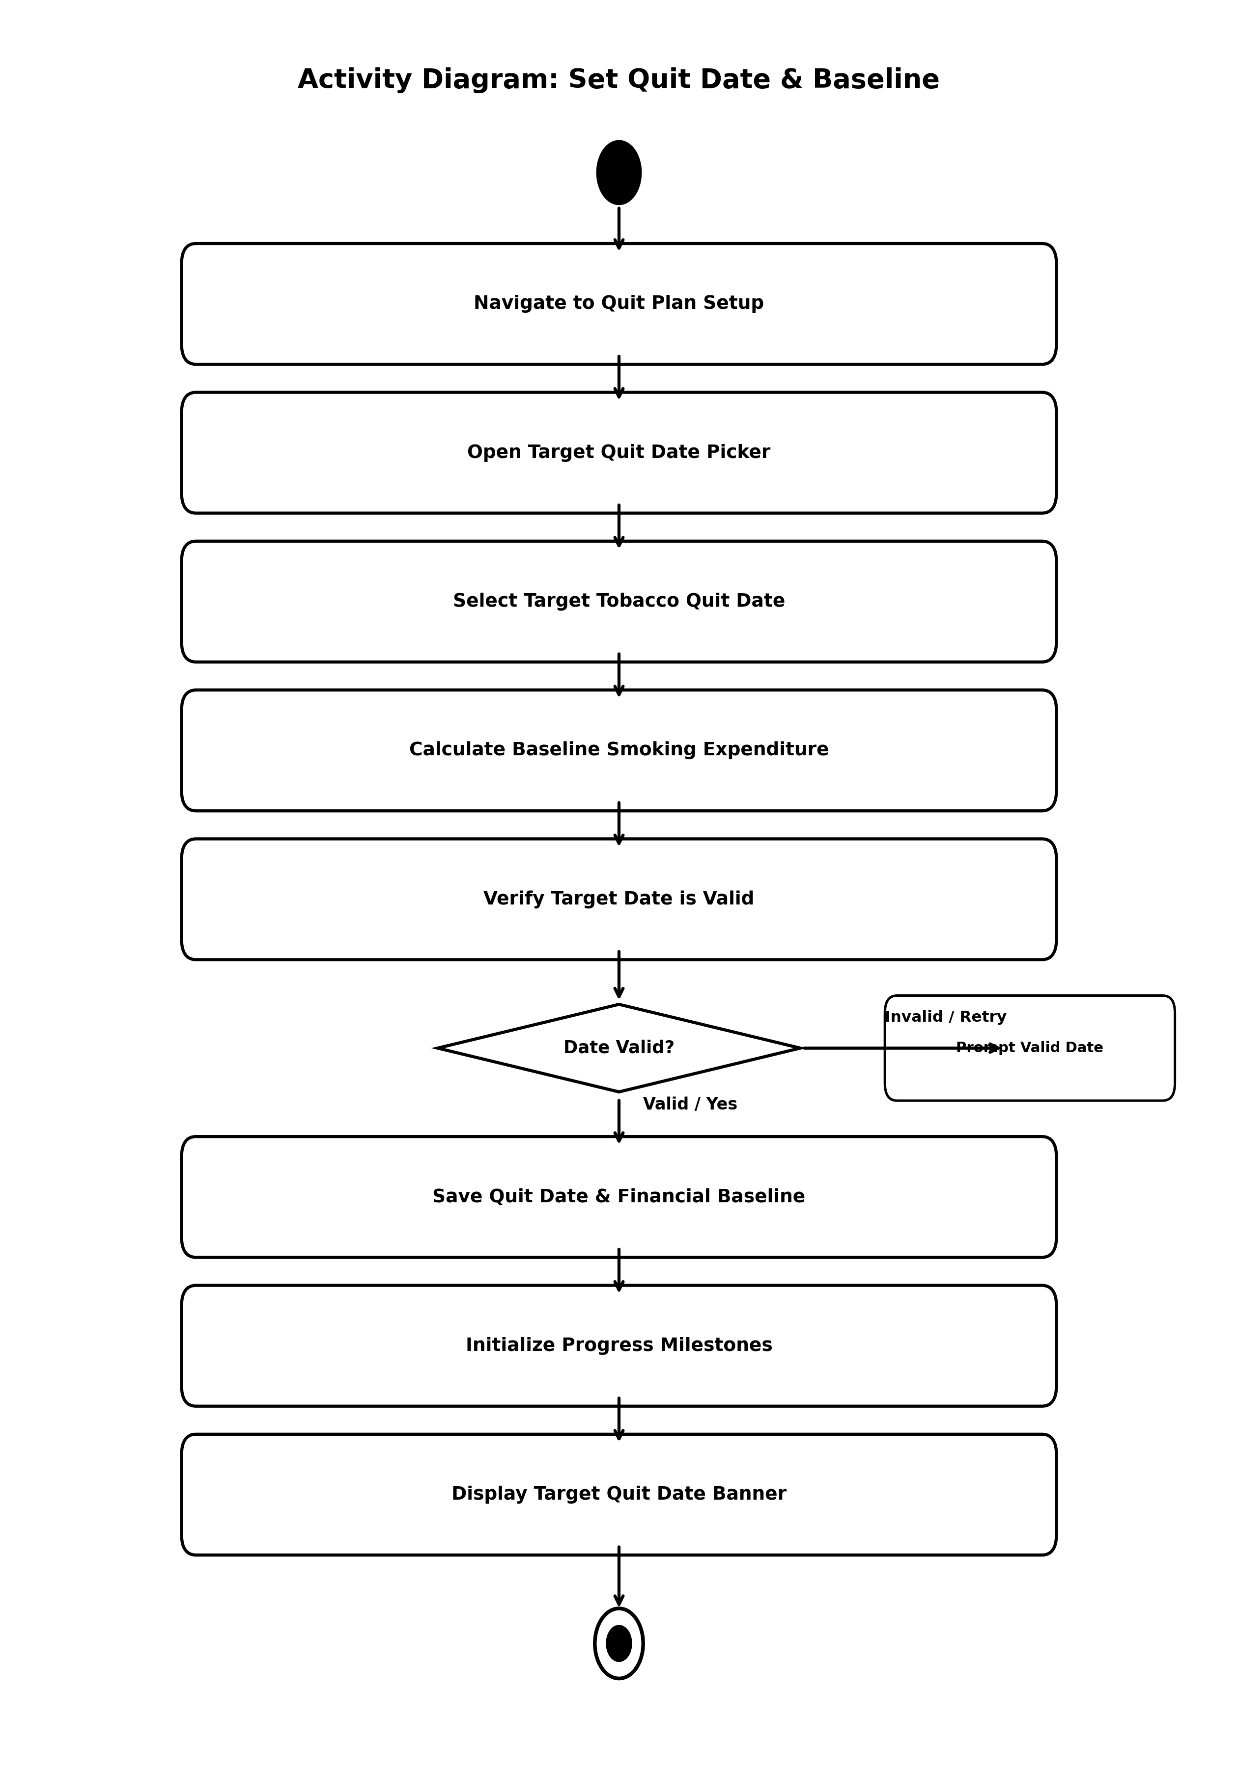 Activity Diagram: Set Quit Date & Baseline
Navigate to Quit Plan Setup
Open Target Quit Date Picker
Select Target Tobacco Quit Date
Calculate Baseline Smoking Expenditure
Verify Target Date is Valid
Invalid / Retry
Date Valid?
Prompt Valid Date
Valid / Yes
Save Quit Date & Financial Baseline
Initialize Progress Milestones
Display Target Quit Date Banner